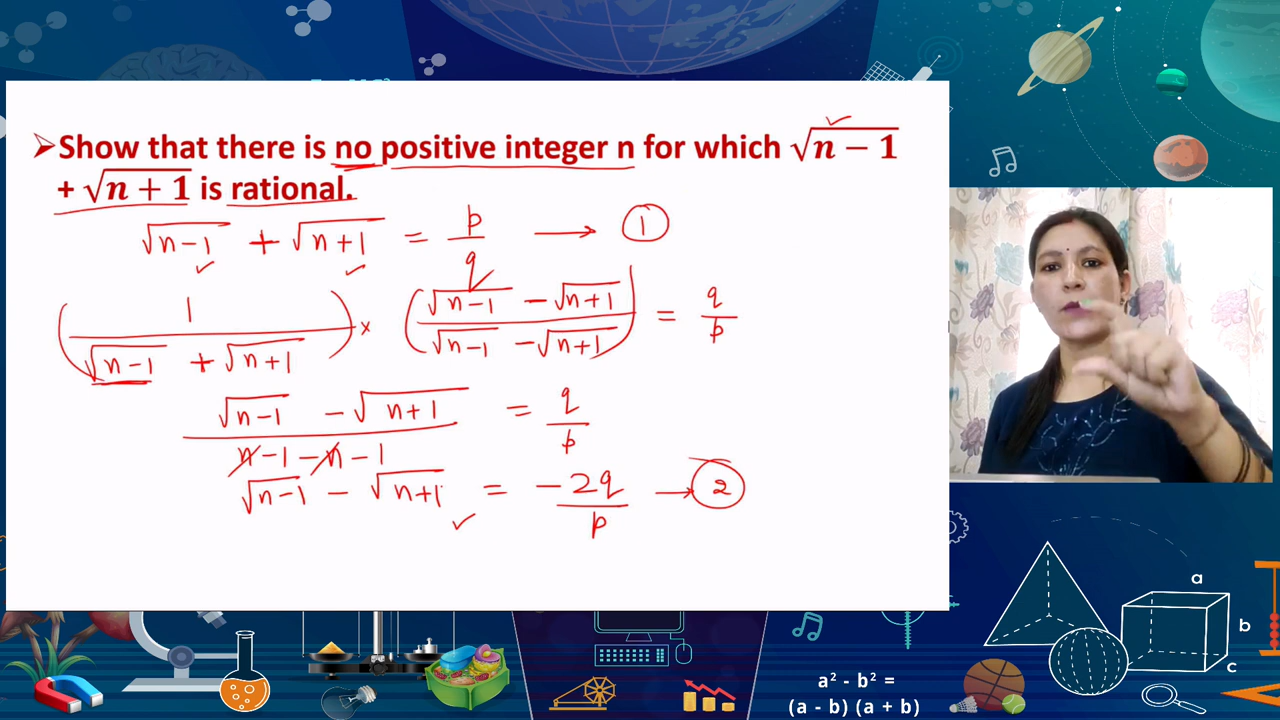 ➢Show that there is no positive integer n for which √n − 1
+ √n + 1 is rational.
√n-1 + √n+1 = p/q → ①
(1/(√n-1 + √n+1)) × ((√n-1 - √n+1)/(√n-1 - √n+1)) = q/p
(√n-1 - √n+1)/(n-1-n-1) = q/p
√n-1 - √n+1 = -2q/p → ②
a
b
c
a² - b² =
(a - b) (a + b)